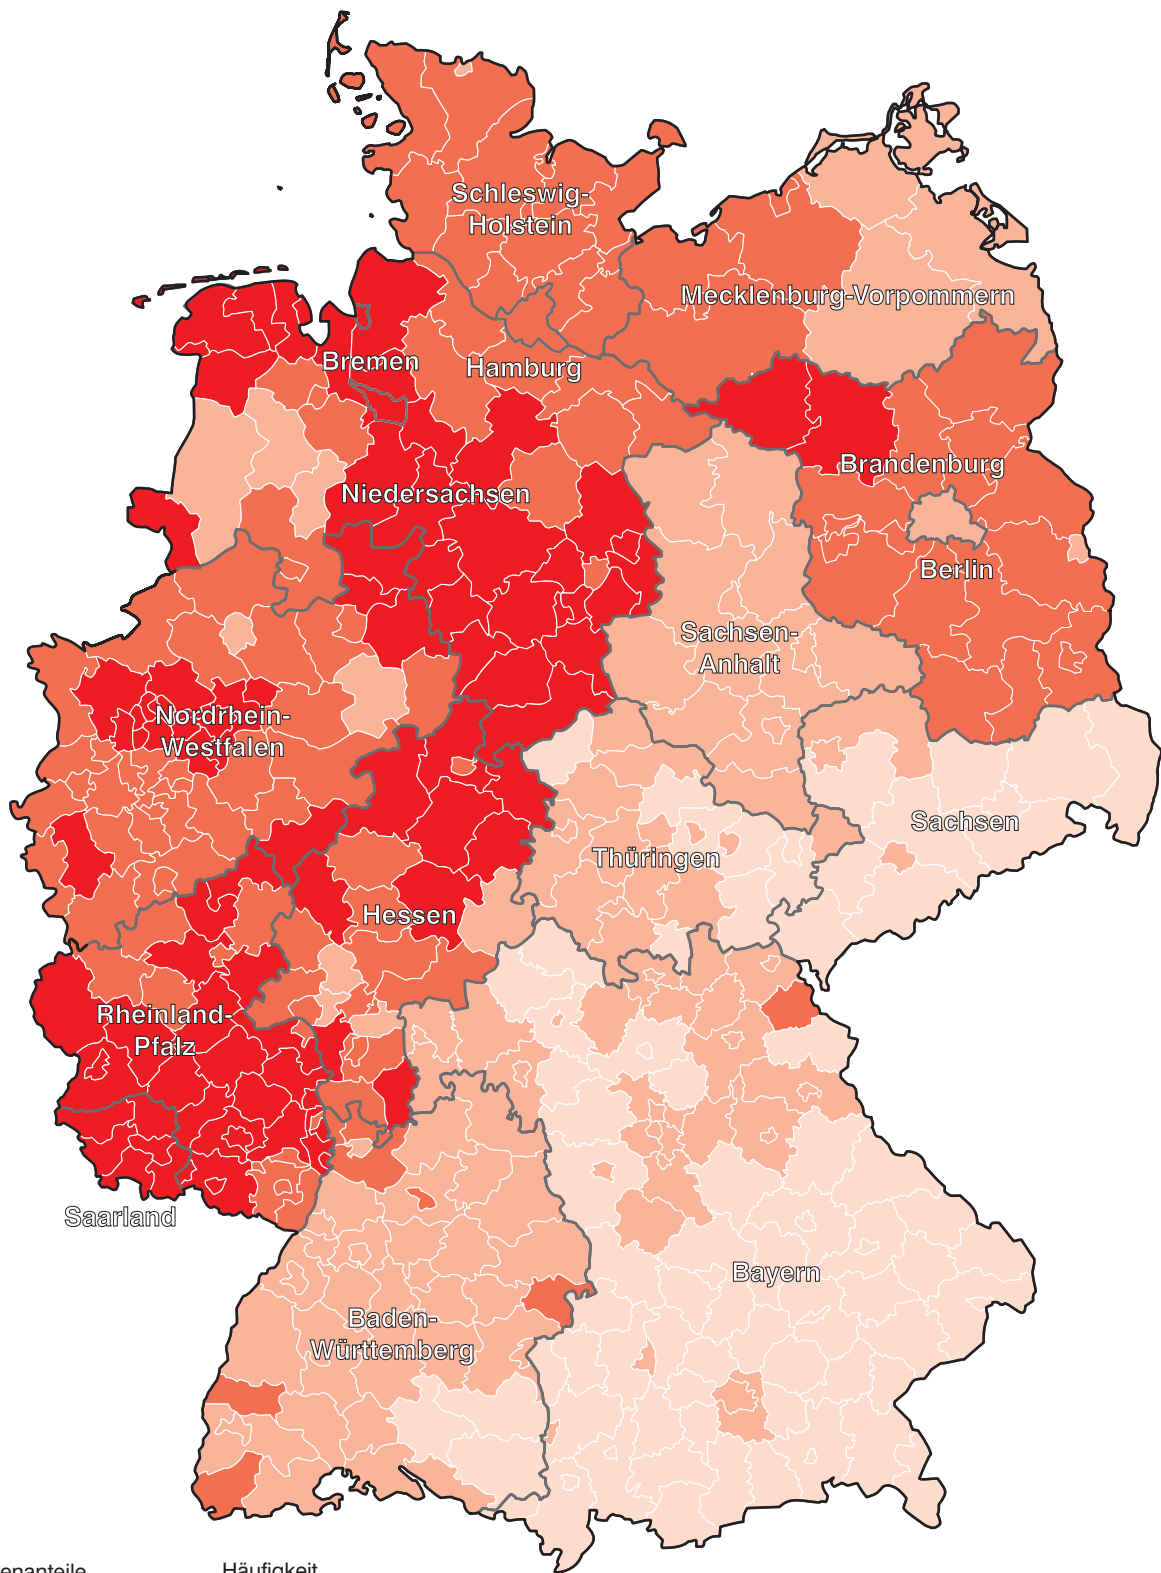 Schleswig-
Holstein
Mecklenburg-Vorpommern
Bremen
Hamburg
Brandenburg
Niedersachsen
Berlin
Sachsen-
Anhalt
Nordrhein-
Westfalen
Sachsen
Thüringen
Hessen
Rheinland-
Pfalz
Saarland
Bayern
Baden-
Württemberg
enanteile
Häufigkeit